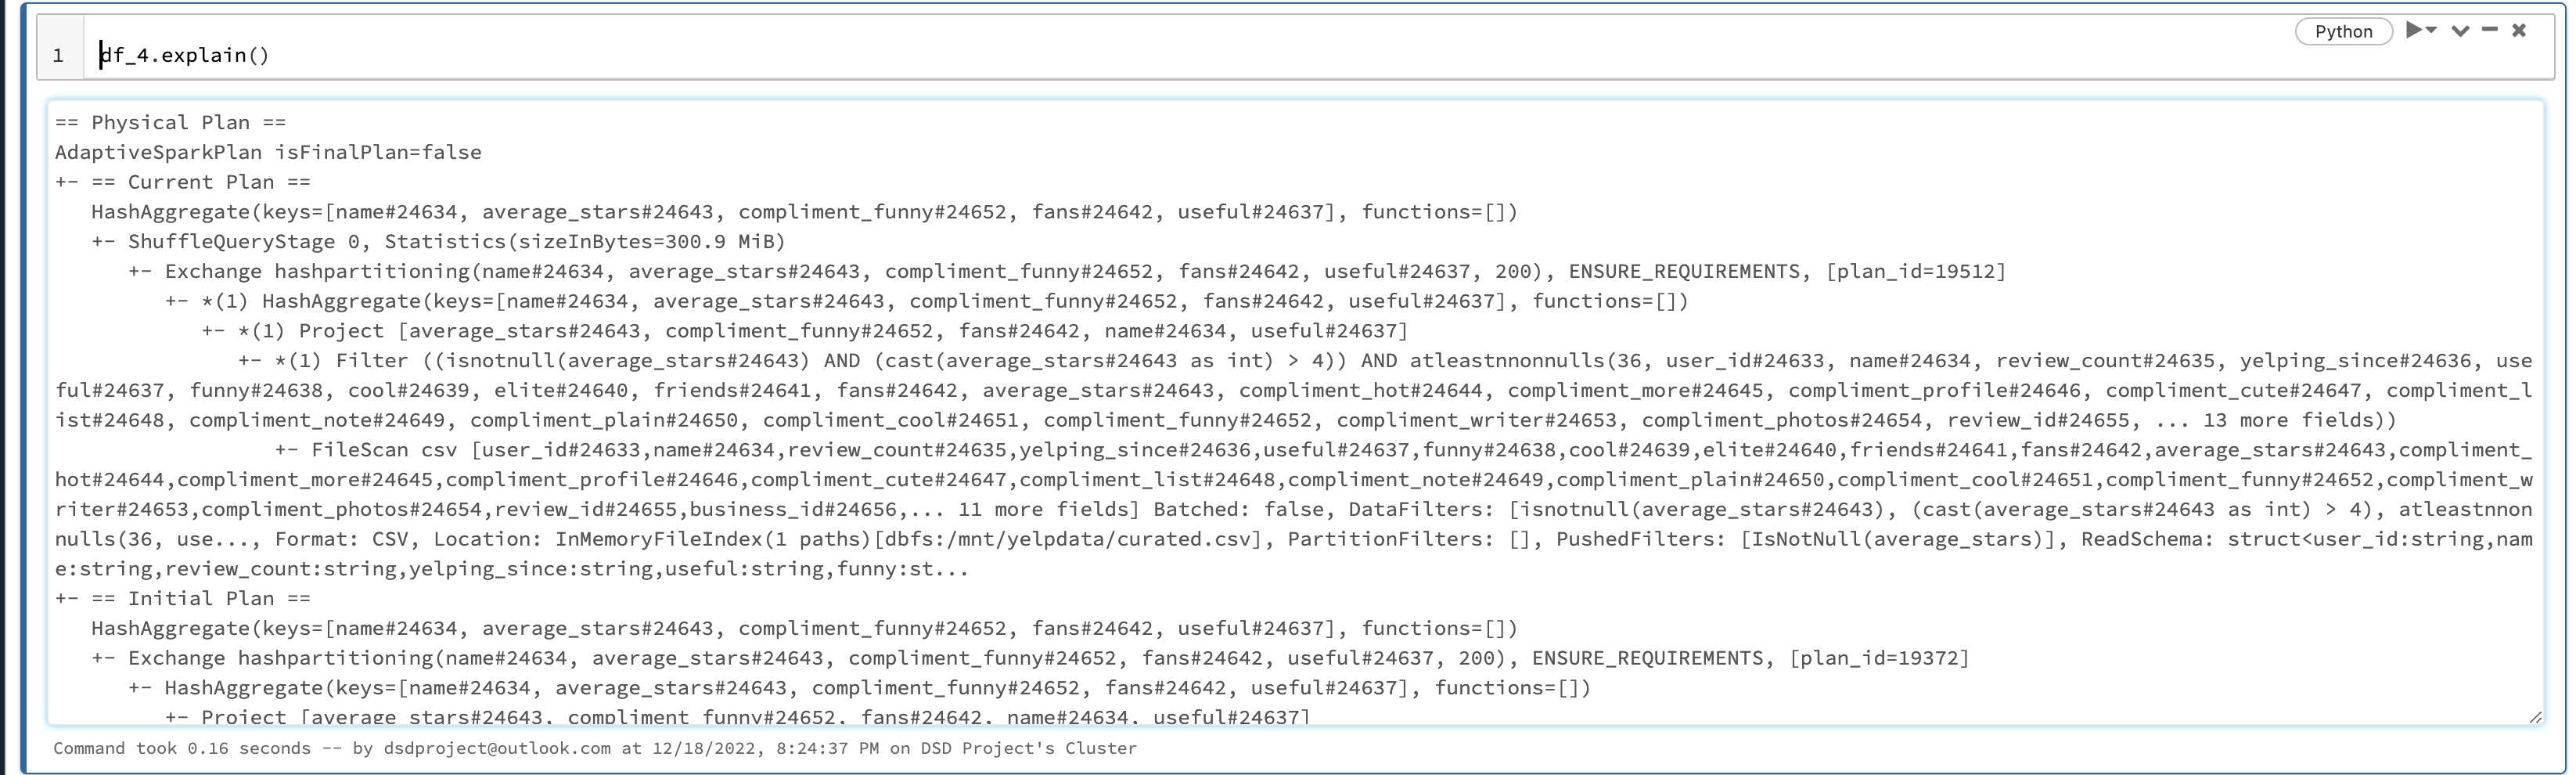 Python
1 df_4.explain()
== Physical Plan ==
AdaptiveSparkPlan isFinalPlan=false
+- == Current Plan ==
   HashAggregate(keys=[name#24634, average_stars#24643, compliment_funny#24652, fans#24642, useful#24637], functions=[])
   +- ShuffleQueryStage 0, Statistics(sizeInBytes=300.9 MiB)
      +- Exchange hashpartitioning(name#24634, average_stars#24643, compliment_funny#24652, fans#24642, useful#24637, 200), ENSURE_REQUIREMENTS, [plan_id=19512]
         +- *(1) HashAggregate(keys=[name#24634, average_stars#24643, compliment_funny#24652, fans#24642, useful#24637], functions=[])
            +- *(1) Project [average_stars#24643, compliment_funny#24652, fans#24642, name#24634, useful#24637]
               +- *(1) Filter ((isnotnull(average_stars#24643) AND (cast(average_stars#24643 as int) > 4)) AND atleastnnonnulls(36, user_id#24633, name#24634, review_count#24635, yelping_since#24636, use
ful#24637, funny#24638, cool#24639, elite#24640, friends#24641, fans#24642, average_stars#24643, compliment_hot#24644, compliment_more#24645, compliment_profile#24646, compliment_cute#24647, compliment_l
ist#24648, compliment_note#24649, compliment_plain#24650, compliment_cool#24651, compliment_funny#24652, compliment_writer#24653, compliment_photos#24654, review_id#24655, ... 13 more fields))
                  +- FileScan csv [user_id#24633,name#24634,review_count#24635,yelping_since#24636,useful#24637,funny#24638,cool#24639,elite#24640,friends#24641,fans#24642,average_stars#24643,compliment_
hot#24644,compliment_more#24645,compliment_profile#24646,compliment_cute#24647,compliment_list#24648,compliment_note#24649,compliment_plain#24650,compliment_cool#24651,compliment_funny#24652,compliment_w
riter#24653,compliment_photos#24654,review_id#24655,business_id#24656,... 11 more fields] Batched: false, DataFilters: [isnotnull(average_stars#24643), (cast(average_stars#24643 as int) > 4), atleastnnon
nulls(36, use..., Format: CSV, Location: InMemoryFileIndex(1 paths)[dbfs:/mnt/yelpdata/curated.csv], PartitionFilters: [], PushedFilters: [IsNotNull(average_stars)], ReadSchema: struct<user_id:string,nam
e:string,review_count:string,yelping_since:string,useful:string,funny:st...
+- == Initial Plan ==
   HashAggregate(keys=[name#24634, average_stars#24643, compliment_funny#24652, fans#24642, useful#24637], functions=[])
   +- Exchange hashpartitioning(name#24634, average_stars#24643, compliment_funny#24652, fans#24642, useful#24637, 200), ENSURE_REQUIREMENTS, [plan_id=19372]
      +- HashAggregate(keys=[name#24634, average_stars#24643, compliment_funny#24652, fans#24642, useful#24637], functions=[])
         +- Project [average_stars#24643, compliment_funny#24652, fans#24642, name#24634, useful#24637]
Command took 0.16 seconds -- by dsdproject@outlook.com at 12/18/2022, 8:24:37 PM on DSD Project's Cluster